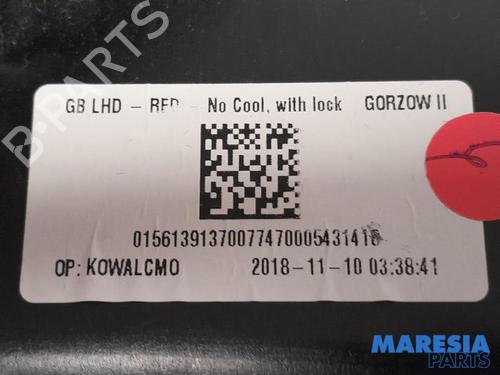 GB LHD - RED - No Cool, with lock GORZOW II
OP: KOWALCMO 2018-11-10 03:38:41
B-Parts
MARESIA
PARTS